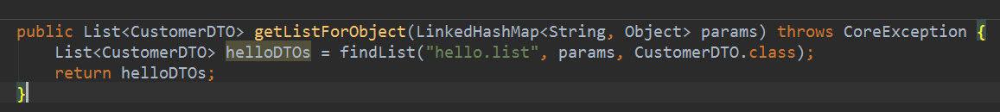 public List<CustomerDTO> getListForObject(LinkedHashMap<String, Object> params) throws CoreException {
    List<CustomerDTO> helloDTOs = findList("hello.list", params, CustomerDTO.class);
    return helloDTOs;
}